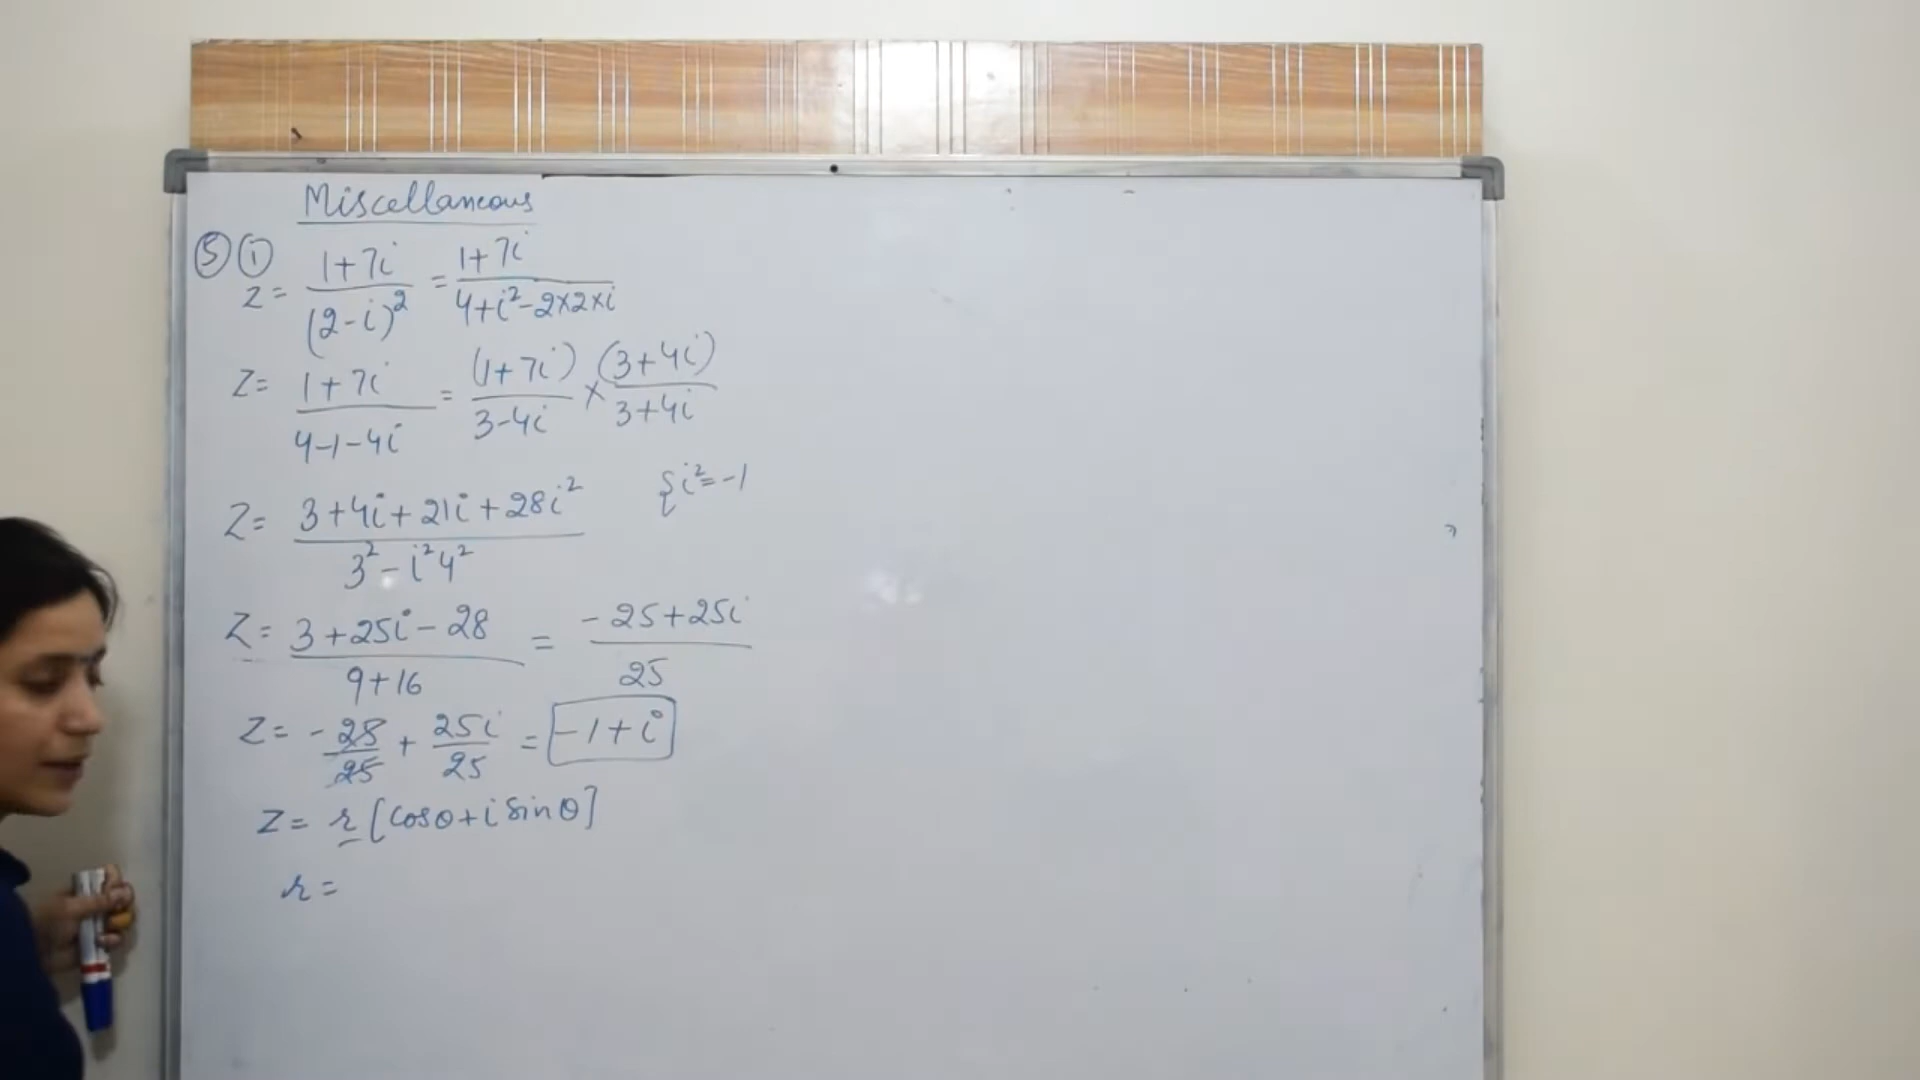 Miscellaneous
⑤ ⓘ z = (1+7i)/(2-i)² = (1+7i)/(4+i²-2×2×i)
Z = (1+7i)/(4-1-4i) = (1+7i)/(3-4i) × (3+4i)/(3+4i)
{i²=-1
Z = (3+4i+21i+28i²)/(3²-i²4²)
Z = (3+25i-28)/(9+16) = (-25+25i)/25
Z = -25/25 + 25i/25 = -1+i
Z = r[cosθ+i sinθ]
r =